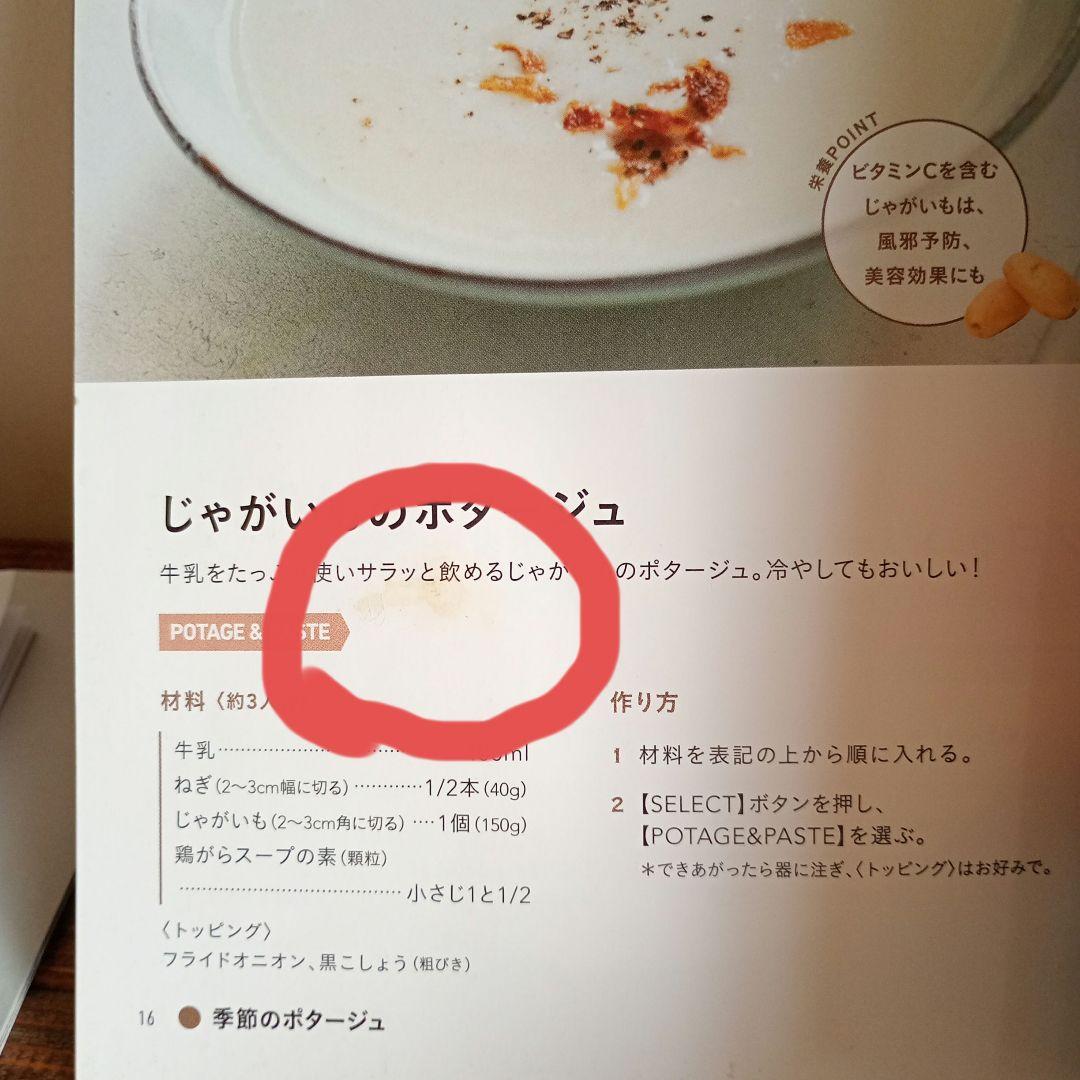 栄養POINT
ビタミンCを含む
じゃがいもは、
風邪予防、
美容効果にも
じゃがい のポタージュ
牛乳をたっ 使いサラッと飲めるじゃが のポタージュ。冷やしてもおいしい！
POTAGE & STE
材料〈約3
牛乳 ml
ねぎ(2〜3cm幅に切る)…………1/2本(40g)
じゃがいも(2〜3cm角に切る)‥‥1個(150g)
鶏がらスープの素(顆粒)
……………………………小さじ1と1/2
〈トッピング〉
フライドオニオン、黒こしょう(粗びき)
作り方
1 材料を表記の上から順に入れる。
2 【SELECT】ボタンを押し、
【POTAGE&PASTE】を選ぶ。
＊できあがったら器に注ぎ、〈トッピング〉はお好みで。
16 ● 季節のポタージュ